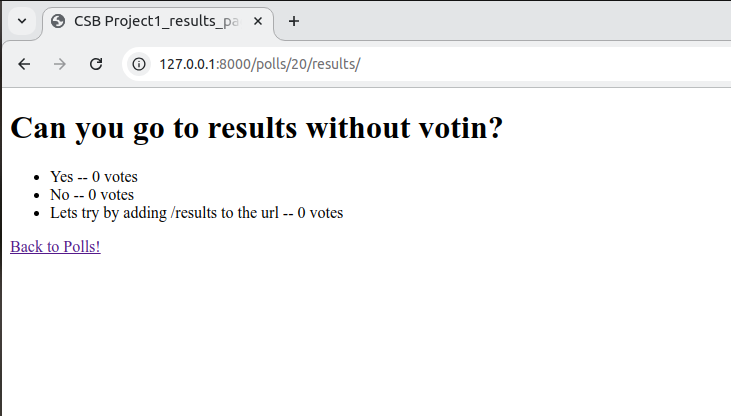 CSB Project1_results_pa
127.0.0.1:8000/polls/20/results/
Can you go to results without votin?
Yes -- 0 votes
No -- 0 votes
Lets try by adding /results to the url -- 0 votes
Back to Polls!